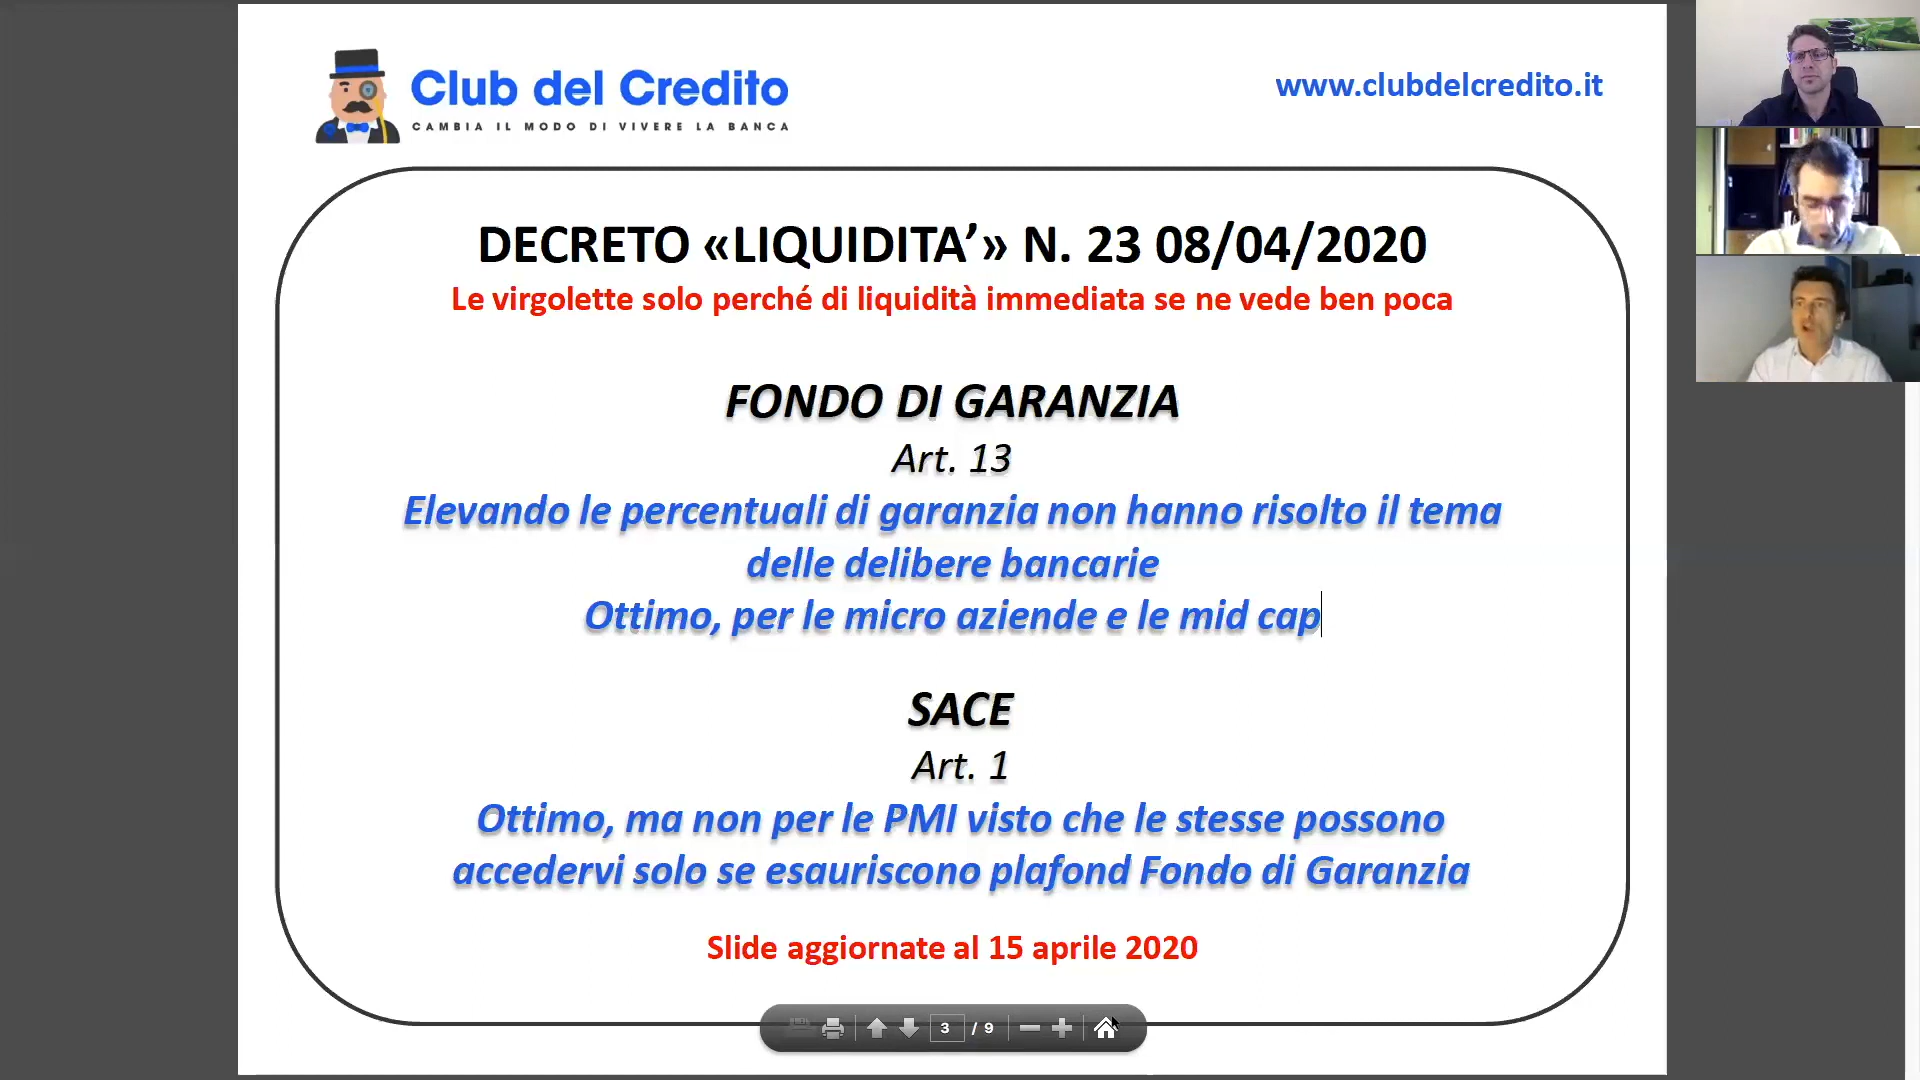 Club del Credito
CAMBIA IL MODO DI VIVERE LA BANCA
www.clubdelcredito.it
DECRETO «LIQUIDITA’» N. 23 08/04/2020
Le virgolette solo perché di liquidità immediata se ne vede ben poca
FONDO DI GARANZIA
Art. 13
Elevando le percentuali di garanzia non hanno risolto il tema
delle delibere bancarie
Ottimo, per le micro aziende e le mid cap
SACE
Art. 1
Ottimo, ma non per le PMI visto che le stesse possono
accedervi solo se esauriscono plafond Fondo di Garanzia
Slide aggiornate al 15 aprile 2020
3 / 9